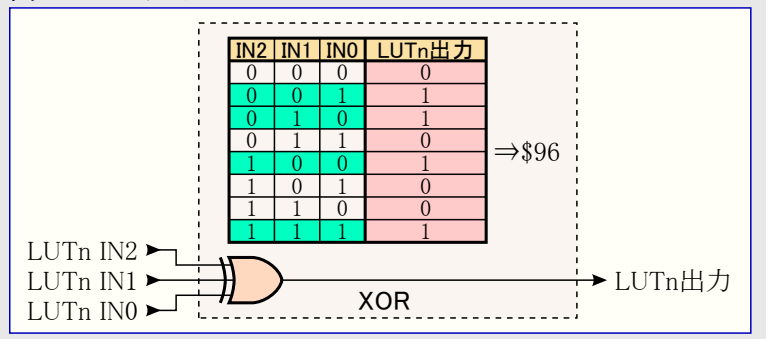 IN2 IN1 IN0 LUTn出力
0 0 0 0
0 0 1 1
0 1 0 1
0 1 1 0
1 0 0 1
1 0 1 0
1 1 0 0
1 1 1 1
⇒$96
LUTn IN2
LUTn IN1
LUTn IN0
LUTn出力
XOR